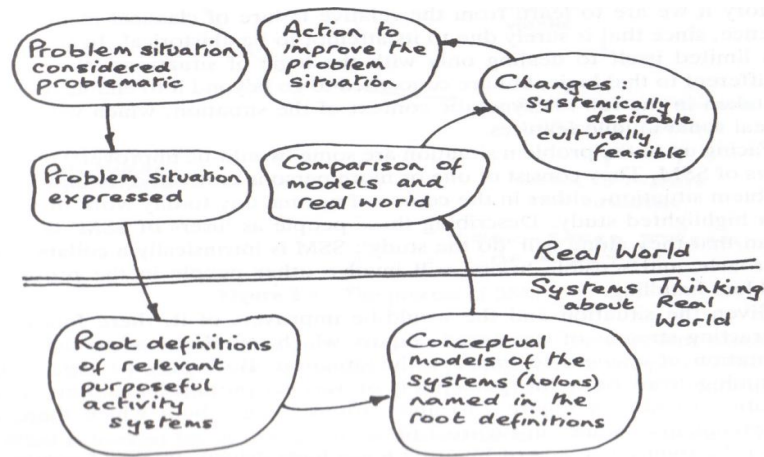 Problem situation
considered
problematic
Problem situation
expressed
Root definitions
of relevant
purposeful
activity
systems
Conceptual
models of the
systems (holons)
named in the
root definitions
Comparison of
models and
real world
Changes:
systemically
desirable
culturally
feasible
Action to
improve the
problem
situation
Real World
Systems Thinking
about Real
World